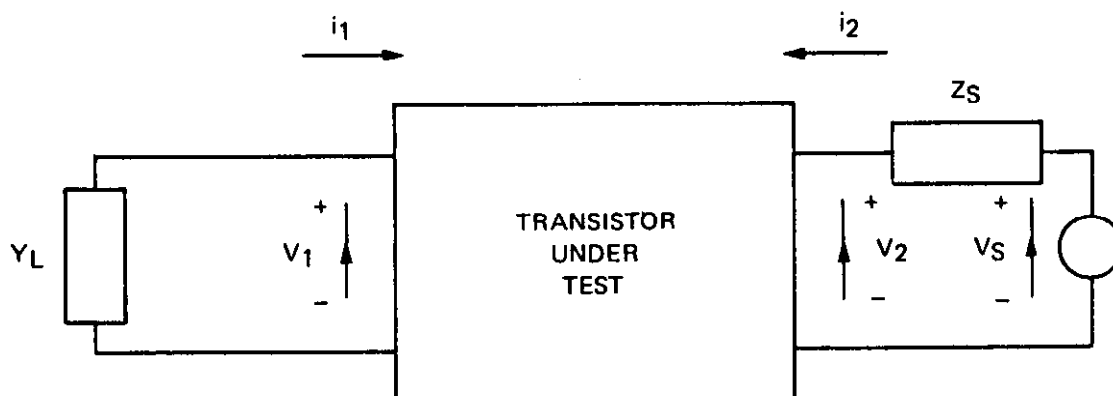 i1
i2
ZS
YL
+
V1
−
TRANSISTOR
UNDER
TEST
+
V2
−
+
VS
−